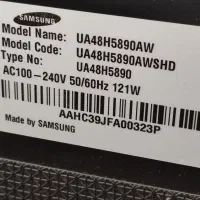 SAMSUNG
Model Name: UA48H5890AW
Model Code: UA48H5890AWSHD
Type No: UA48H5890
AC100-240V 50/60Hz 121W
AAHC39JFA00323P
Made by SAMSUNG